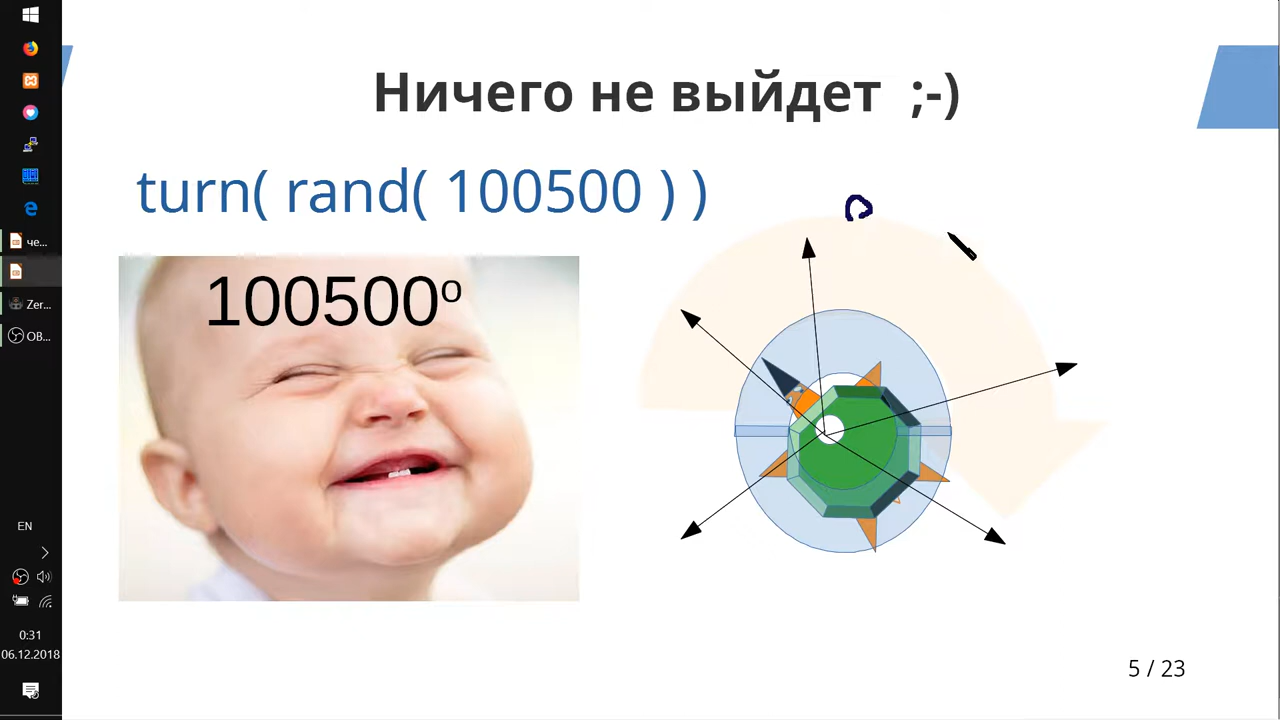 Ничего не выйдет ;-)
turn( rand( 100500 ) )
100500º
че...
Zer...
OB...
EN
0:31
06.12.2018
5 / 23